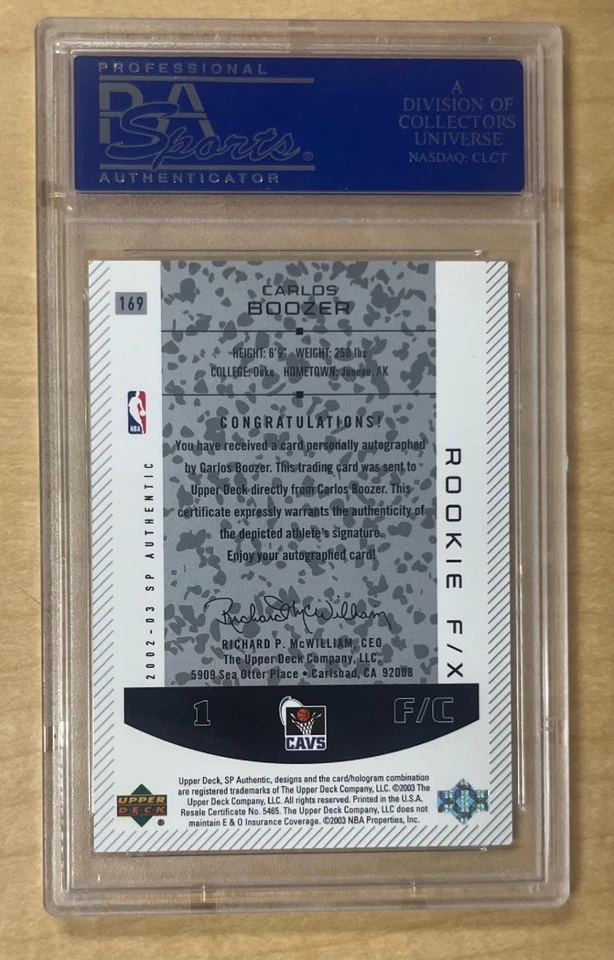 PROFESSIONAL
PSA
Sports®
AUTHENTICATOR
A
DIVISION OF
COLLECTORS
UNIVERSE
NASDAQ: CLCT
169
CARLOS
BOOZER
HEIGHT: 6'9" WEIGHT: 258 lbs
COLLEGE: Duke HOMETOWN: Juneau, AK
CONGRATULATIONS!
You have received a card personally autographed
by Carlos Boozer. This trading card was sent to
Upper Deck directly from Carlos Boozer. This
certificate expressly warrants the authenticity of
the depicted athlete's signature.
Enjoy your autographed card!
Richard McWilliam
RICHARD P. McWILLIAM, CEO
The Upper Deck Company, LLC.
5909 Sea Otter Place • Carlsbad, CA 92008
NBA
2002-03 SP AUTHENTIC
ROOKIE F/X
1
CAVS
F/C
Upper Deck, SP Authentic, designs and the card/hologram combination
are registered trademarks of The Upper Deck Company, LLC. ©2003 The
Upper Deck Company, LLC. All rights reserved. Printed in the U.S.A.
Resale Certificate No. 5465. The Upper Deck Company, LLC does not
maintain E & O Insurance Coverage. ©2003 NBA Properties, Inc.
UPPER
DECK
®